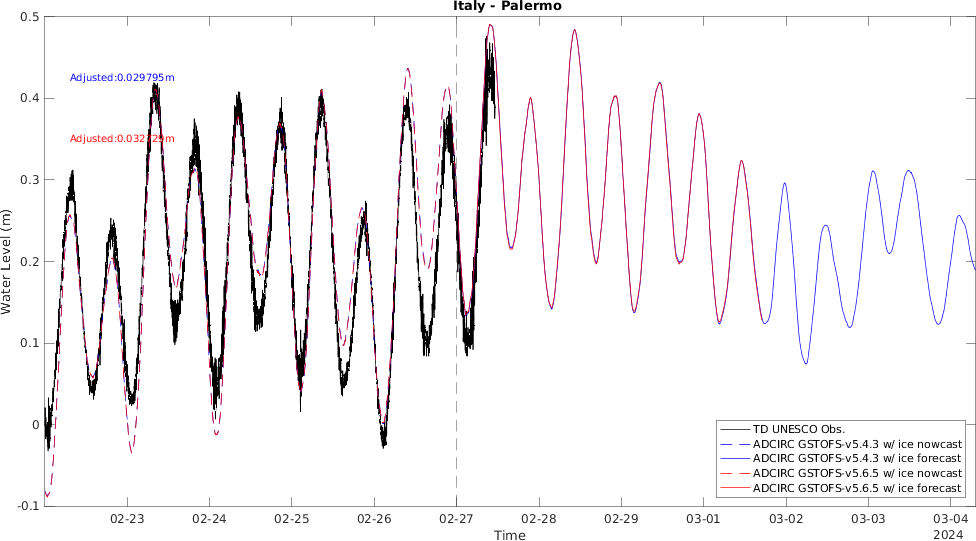 Italy - Palermo
0.5
0.4
0.3
0.2
0.1
0
-0.1
Water Level (m)
Adjusted:0.029795m
02-23
02-24
02-25
02-26
02-27
02-28
02-29
03-01
03-02
03-03
03-04
2024
Time
TD UNESCO Obs.
ADCIRC GSTOFS-v5.4.3 w/ ice nowcast
ADCIRC GSTOFS-v5.4.3 w/ ice forecast
ADCIRC GSTOFS-v5.6.5 w/ ice nowcast
ADCIRC GSTOFS-v5.6.5 w/ ice forecast